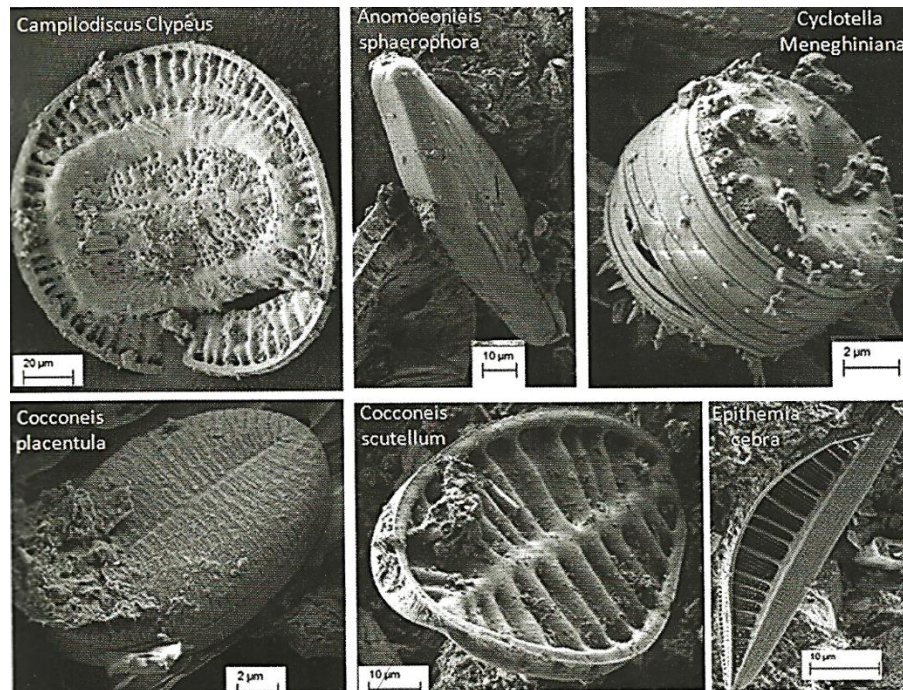 Campilodiscus Clypeus
20 µm
Anomoeonieis
sphaerophora
10 µm
Cyclotella
Meneghiniana
2 µm
Cocconeis
placentula
2 µm
Cocconeis
scutellum
10 µm
Epithemia
cebra
10 µm